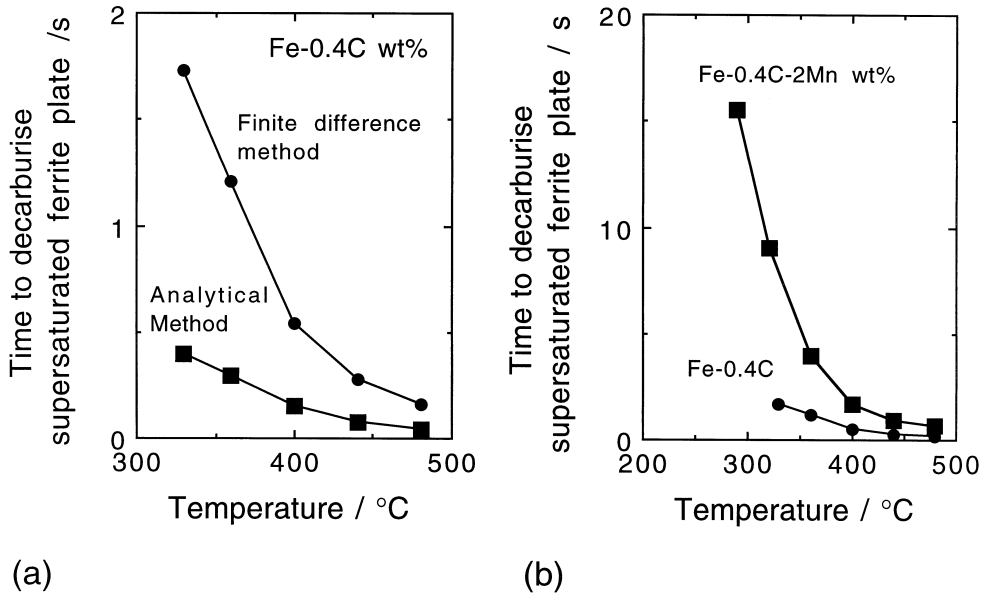 Time to decarburise
supersaturated ferrite plate /s
2
1
0
Fe-0.4C wt%
Finite difference
method
Analytical
Method
300
400
500
Temperature / °C
(a)
Time to decarburise
supersaturated ferrite plate / s
20
10
0
Fe-0.4C-2Mn wt%
Fe-0.4C
200
300
400
500
Temperature / °C
(b)